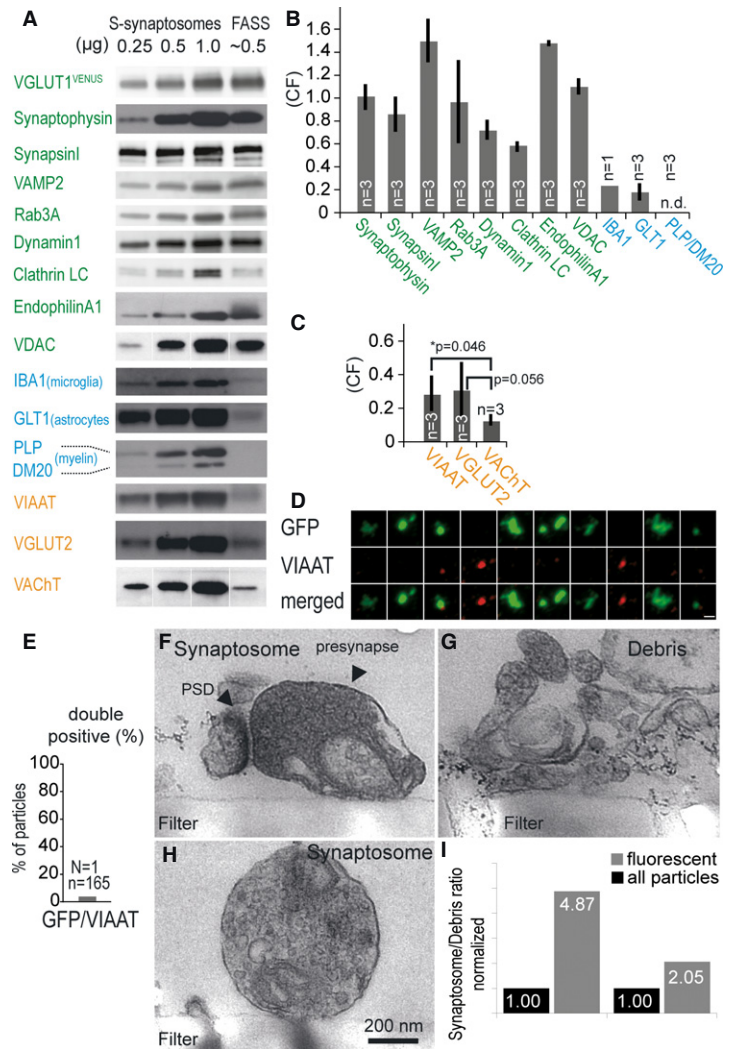 A
S-synaptosomes FASS
(µg) 0.25 0.5 1.0 ~0.5
VGLUT1VENUS
Synaptophysin
SynapsinI
VAMP2
Rab3A
Dynamin1
Clathrin LC
EndophilinA1
VDAC
IBA1(microglia)
GLT1(astrocytes
PLP
DM20
(myelin)
VIAAT
VGLUT2
VAChT
B
(CF)
1.6
1.4
1.2
1.0
0.8
0.6
0.4
0.2
0
n=3
n=3
n=3
n=3
n=3
n=3
n=3
n=3
n=1
n=3
n=3
n.d.
Synaptophysin
SynapsinI
VAMP2
Rab3A
Dynamin1
Clathrin LC
EndophilinA1
VDAC
IBA1
GLT1
PLP/DM20
C
(CF)
0.6
0.4
0.2
0
*p=0.046
p=0.056
n=3
n=3
n=3
VIAAT
VGLUT2
VAChT
D
GFP
VIAAT
merged
E
double
positive (%)
% of particles
100
80
60
40
20
0
N=1
n=165
GFP/VIAAT
F
Synaptosome
presynapse
PSD
Filter
G
Debris
Filter
H
Synaptosome
Filter
200 nm
I
fluorescent
all particles
Synaptosome/Debris ratio
normalized
1.00
4.87
1.00
2.05